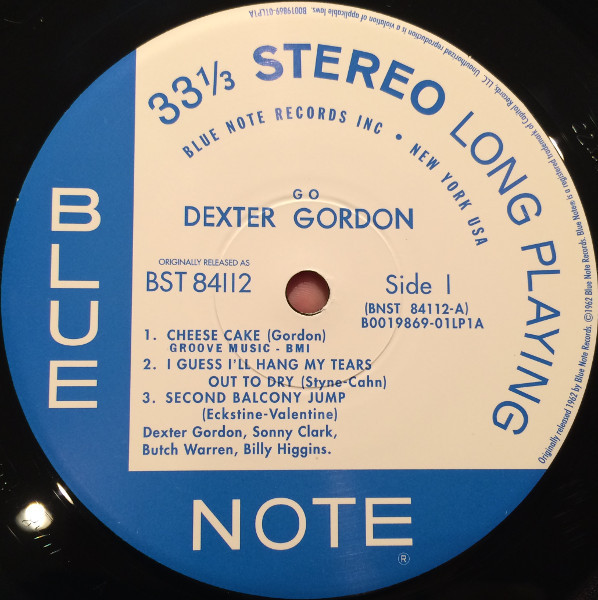 33⅓ STEREO LONG PLAYING
BLUE NOTE RECORDS INC • NEW YORK USA
GO
DEXTER GORDON
ORIGINALLY RELEASED AS
BST 84112
Side 1
(BNST 84112-A)
B0019869-01LP1A
1. CHEESE CAKE (Gordon)
GROOVE MUSIC - BMI
2. I GUESS I'LL HANG MY TEARS
OUT TO DRY (Styne-Cahn)
3. SECOND BALCONY JUMP
(Eckstine-Valentine)
Dexter Gordon, Sonny Clark,
Butch Warren, Billy Higgins.
BLUE
NOTE
®
Originally released 1962 by Blue Note Records. ©1962 Blue Note Records. Blue Note® is a registered trademark of Capitol Records, LLC. Unauthorized reproduction is a violation of applicable laws. B0019869-01LP1A